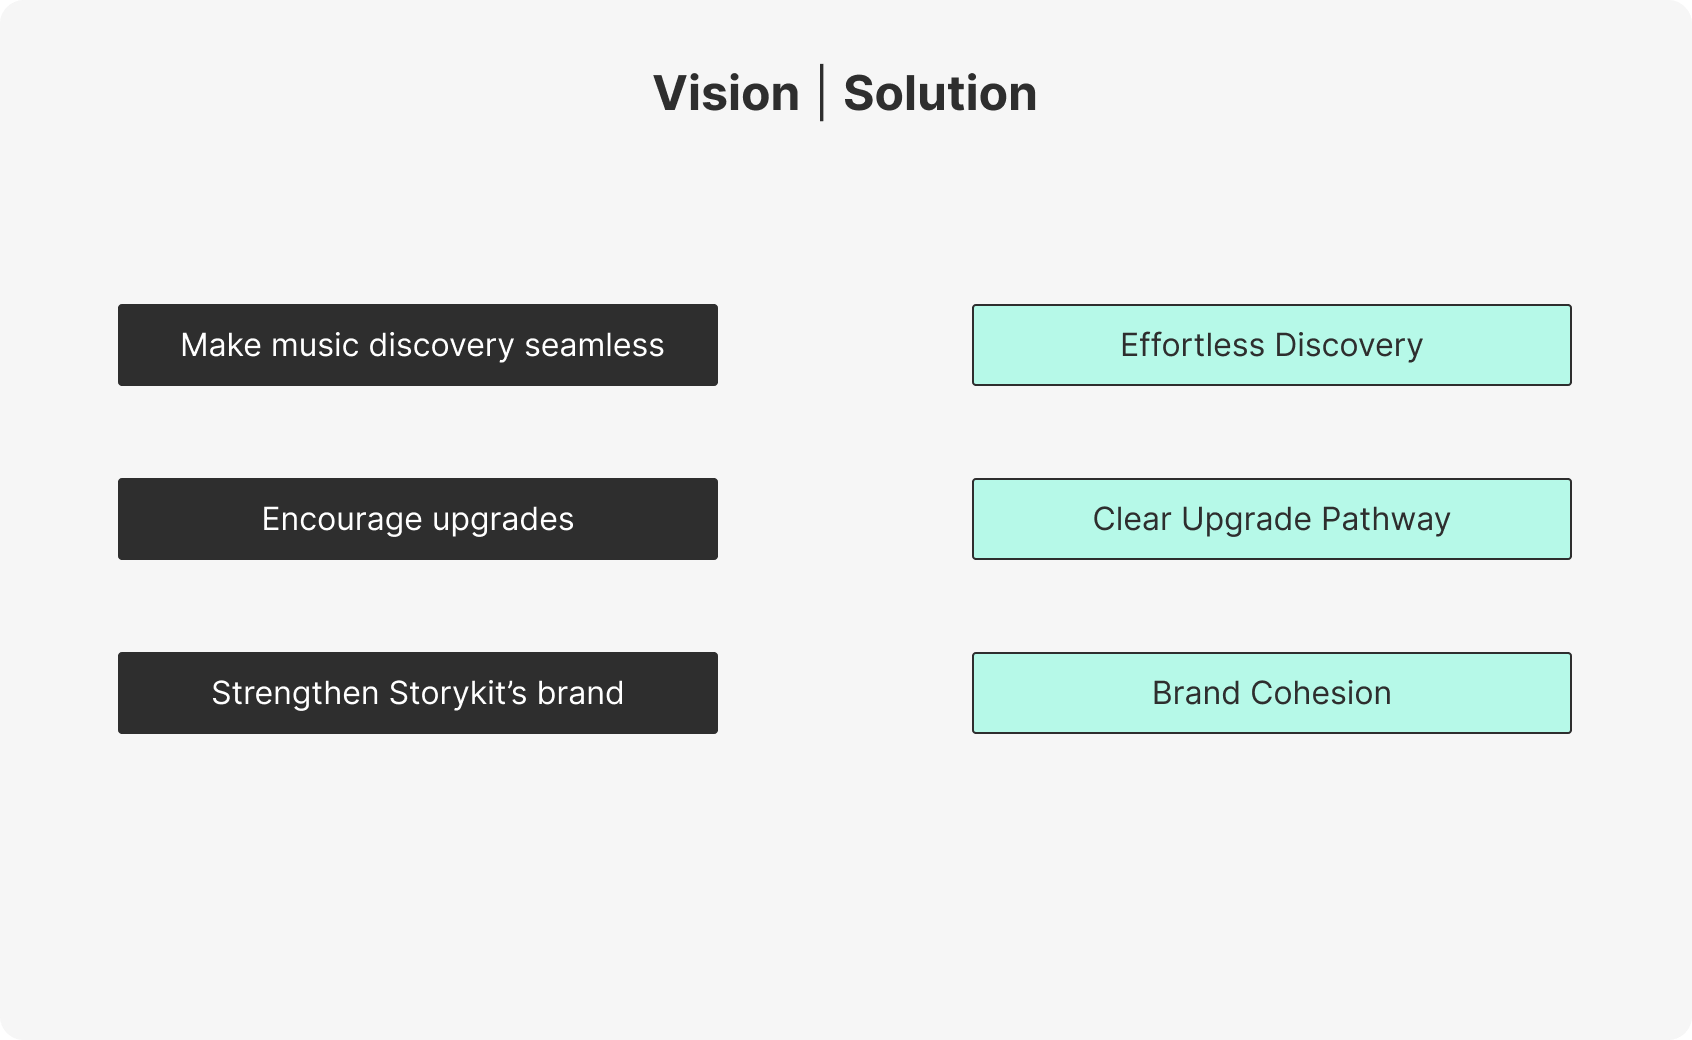 Vision | Solution
Make music discovery seamless
Effortless Discovery
Encourage upgrades
Clear Upgrade Pathway
Strengthen Storykit’s brand
Brand Cohesion